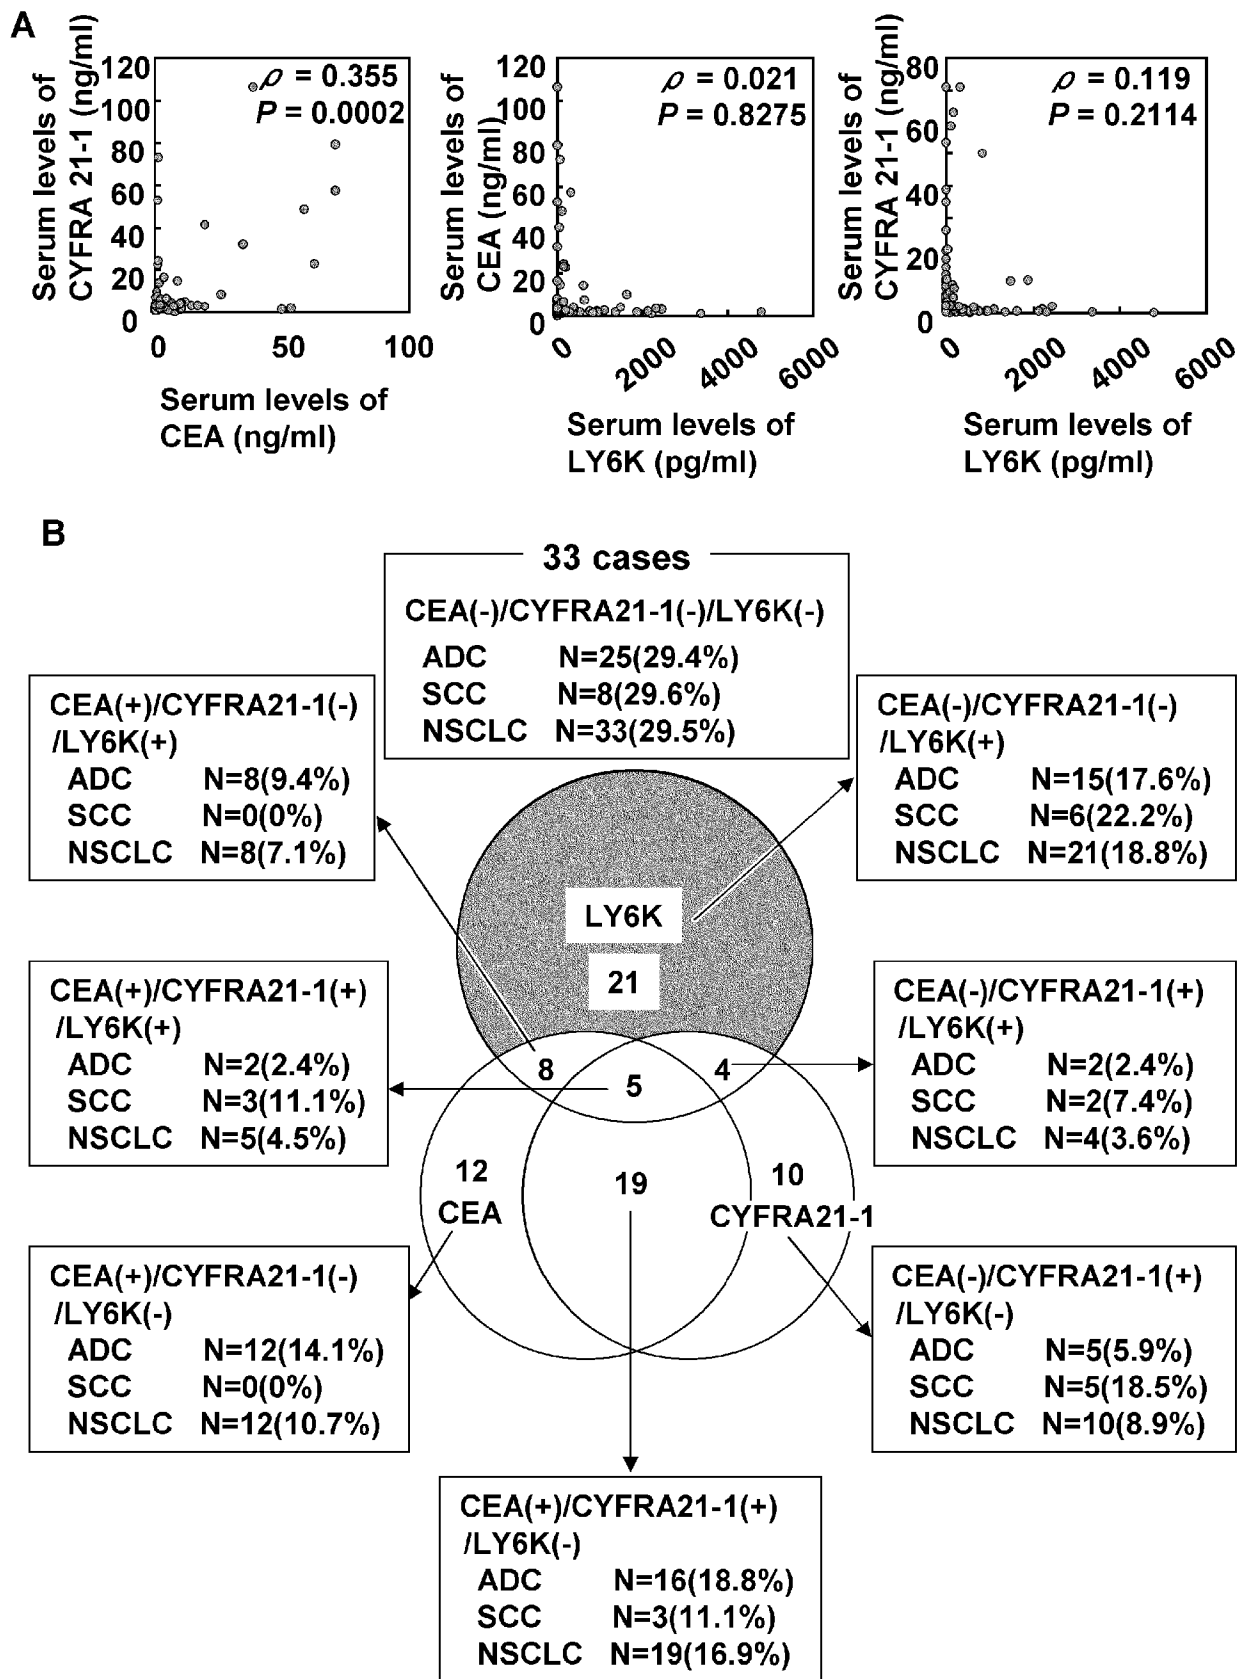 A
Serum levels of
CYFRA 21-1 (ng/ml)
120
100
80
60
40
20
0
ρ = 0.355
P = 0.0002
0 50 100
Serum levels of
CEA (ng/ml)
Serum levels of
CEA (ng/ml)
120
100
80
60
40
20
0
ρ = 0.021
P = 0.8275
0 2000 4000 6000
Serum levels of
LY6K (pg/ml)
Serum levels of
CYFRA 21-1 (ng/ml)
80
60
40
20
0
ρ = 0.119
P = 0.2114
0 2000 4000 6000
Serum levels of
LY6K (pg/ml)
B
33 cases
CEA(-)/CYFRA21-1(-)/LY6K(-)
ADC N=25(29.4%)
SCC N=8(29.6%)
NSCLC N=33(29.5%)
CEA(+)/CYFRA21-1(-)
/LY6K(+)
ADC N=8(9.4%)
SCC N=0(0%)
NSCLC N=8(7.1%)
CEA(-)/CYFRA21-1(-)
/LY6K(+)
ADC N=15(17.6%)
SCC N=6(22.2%)
NSCLC N=21(18.8%)
LY6K
21
CEA(+)/CYFRA21-1(+)
/LY6K(+)
ADC N=2(2.4%)
SCC N=3(11.1%)
NSCLC N=5(4.5%)
8
5
4
CEA(-)/CYFRA21-1(+)
/LY6K(+)
ADC N=2(2.4%)
SCC N=2(7.4%)
NSCLC N=4(3.6%)
12
CEA
19
10
CYFRA21-1
CEA(+)/CYFRA21-1(-)
/LY6K(-)
ADC N=12(14.1%)
SCC N=0(0%)
NSCLC N=12(10.7%)
CEA(-)/CYFRA21-1(+)
/LY6K(-)
ADC N=5(5.9%)
SCC N=5(18.5%)
NSCLC N=10(8.9%)
CEA(+)/CYFRA21-1(+)
/LY6K(-)
ADC N=16(18.8%)
SCC N=3(11.1%)
NSCLC N=19(16.9%)